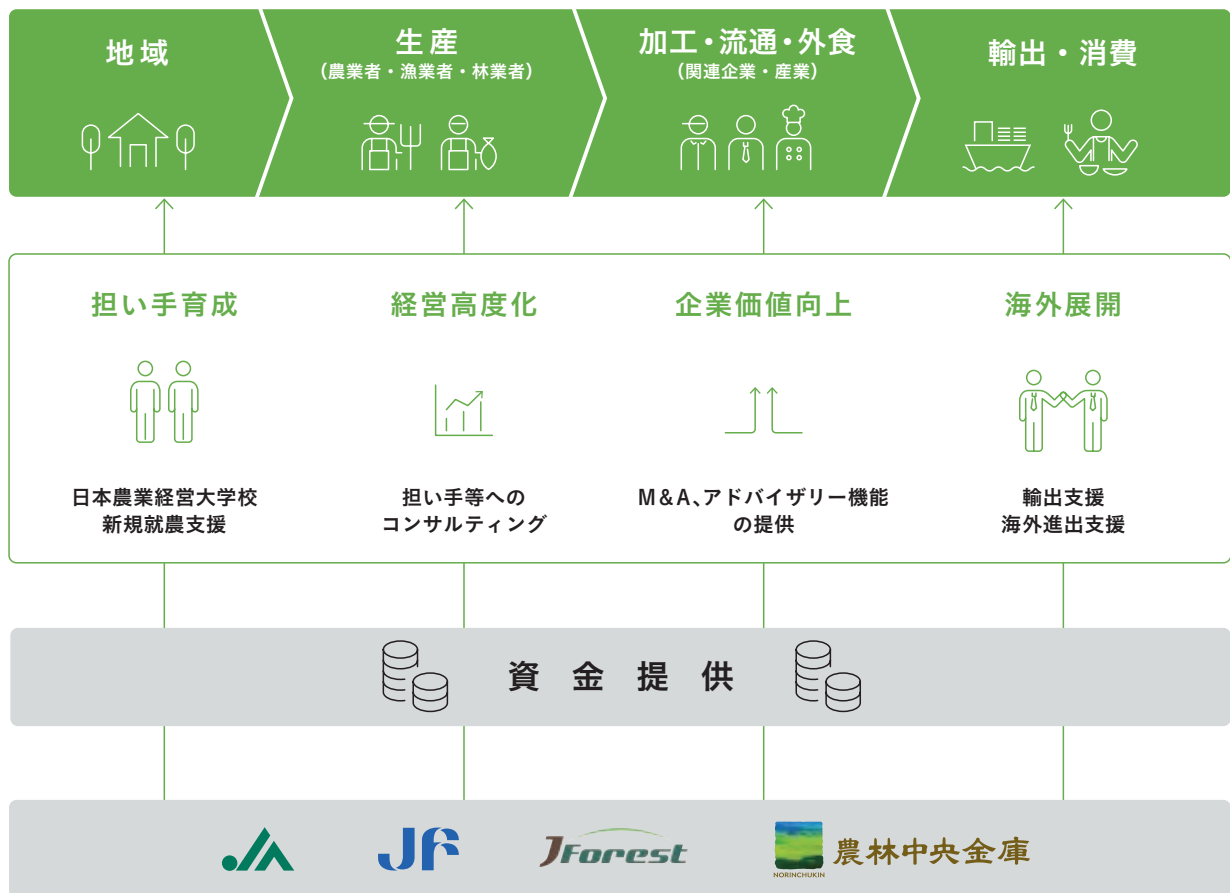 地域
生産
（農業者・漁業者・林業者）
加工・流通・外食
（関連企業・産業）
輸出・消費
担い手育成
経営高度化
企業価値向上
海外展開
日本農業経営大学校
新規就農支援
担い手等への
コンサルティング
M&A、アドバイザリー機能
の提供
輸出支援
海外進出支援
資金提供
JA
JF
JForest
NORINCHUKIN
農林中央金庫